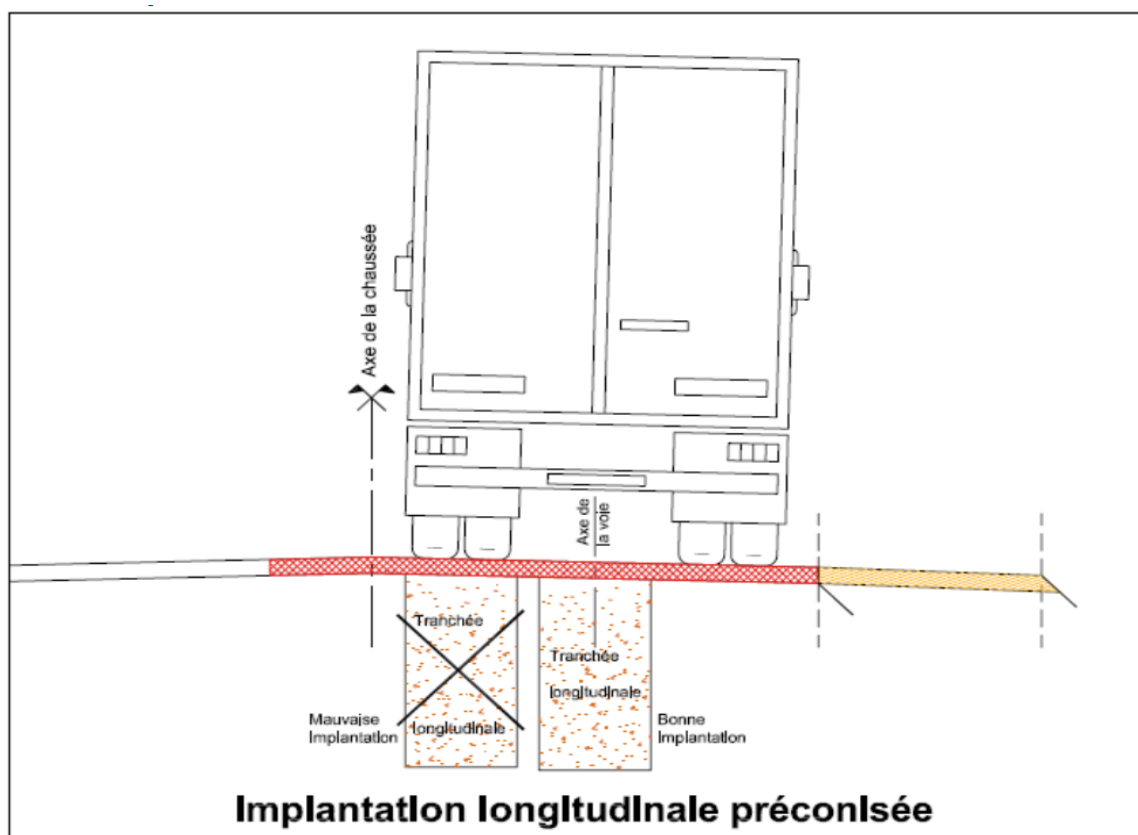 Axe de la chaussée
Axe de
la voie
Tranchée
longitudinale
Tranchée
longitudinale
Mauvaise
Implantation
Bonne
Implantation
Implantation longitudinale préconisée